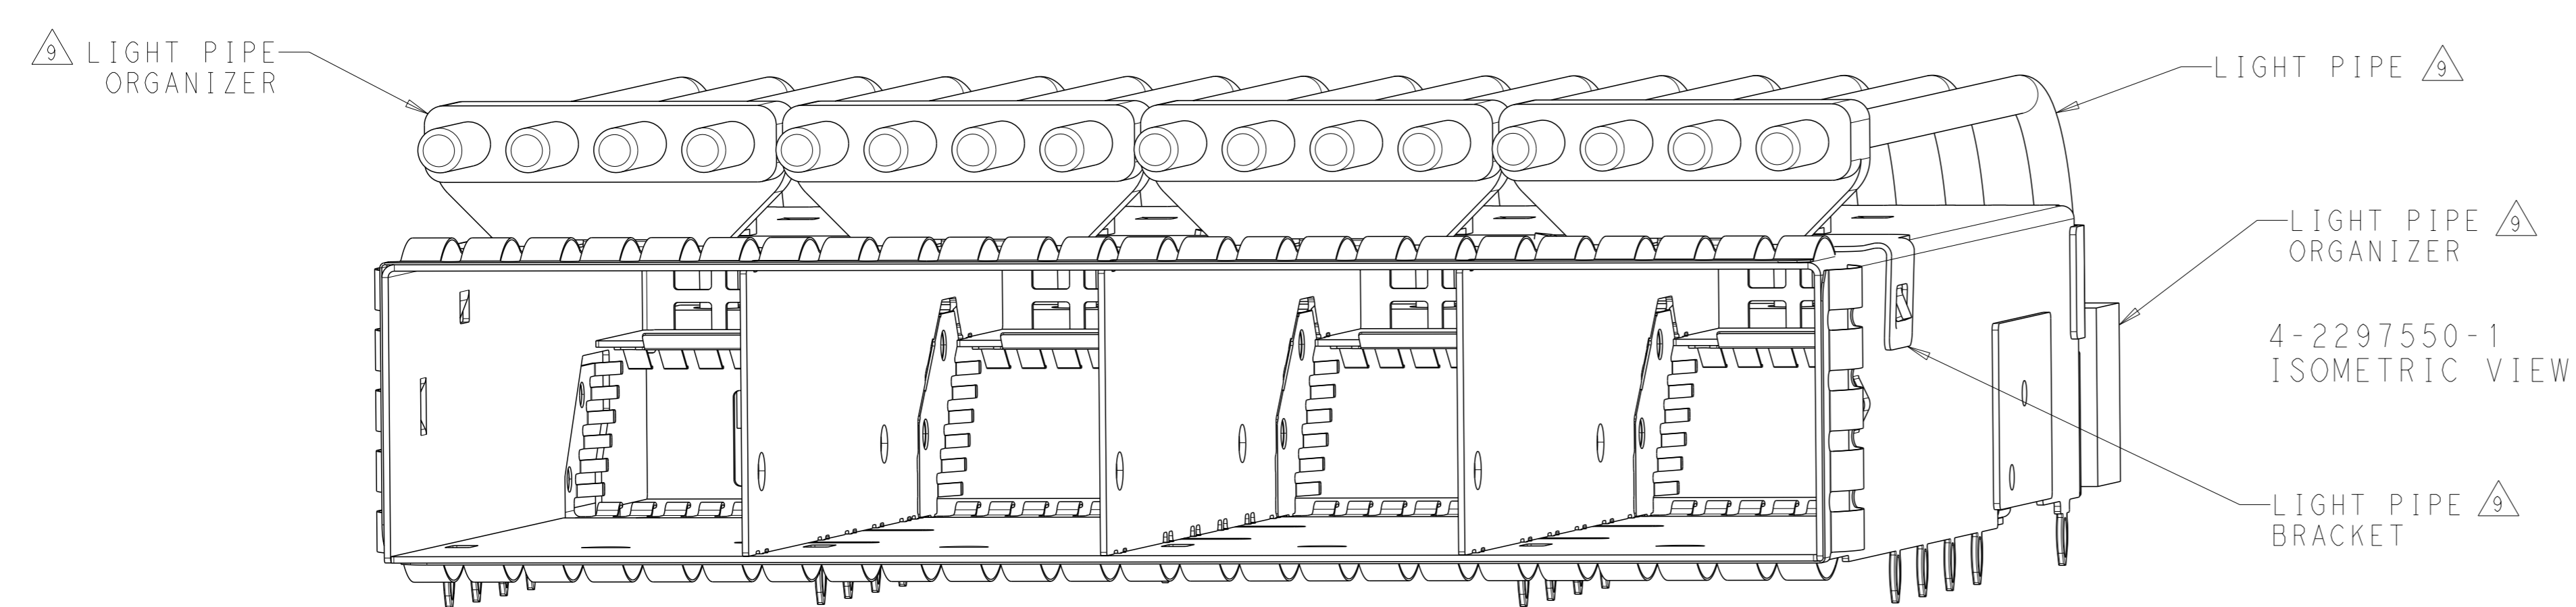 9 LIGHT PIPE
ORGANIZER
LIGHT PIPE 9
LIGHT PIPE 9
ORGANIZER
4-2297550-1
ISOMETRIC VIEW
LIGHT PIPE 9
BRACKET